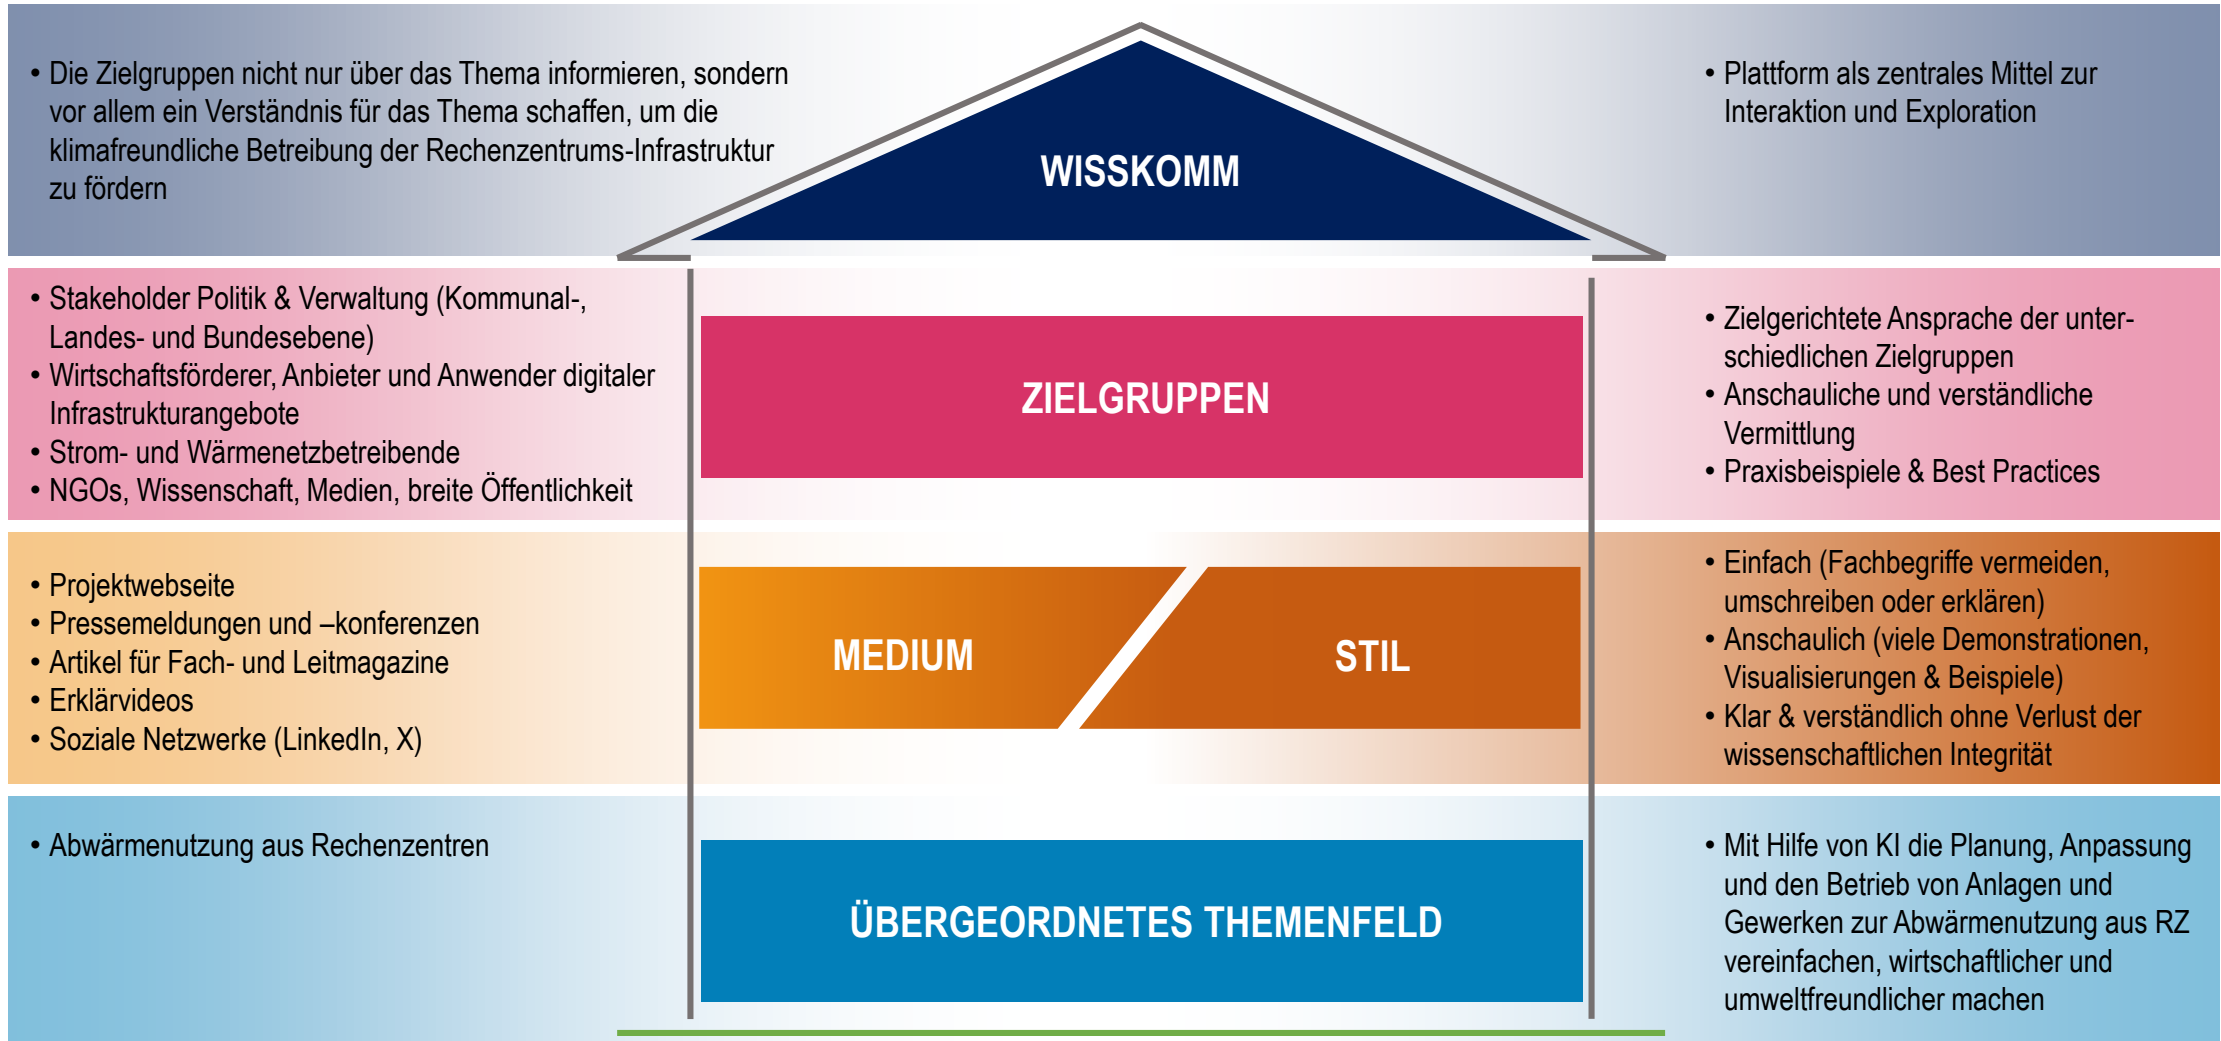 • Die Zielgruppen nicht nur über das Thema informieren, sondern
vor allem ein Verständnis für das Thema schaffen, um die
klimafreundliche Betreibung der Rechenzentrums-Infrastruktur
zu fördern
WISSKOMM
• Plattform als zentrales Mittel zur
Interaktion und Exploration
• Stakeholder Politik & Verwaltung (Kommunal-,
Landes- und Bundesebene)
• Wirtschaftsförderer, Anbieter und Anwender digitaler
Infrastrukturangebote
• Strom- und Wärmenetzbetreibende
• NGOs, Wissenschaft, Medien, breite Öffentlichkeit
ZIELGRUPPEN
• Zielgerichtete Ansprache der unter-
schiedlichen Zielgruppen
• Anschauliche und verständliche
Vermittlung
• Praxisbeispiele & Best Practices
• Projektwebseite
• Pressemeldungen und –konferenzen
• Artikel für Fach- und Leitmagazine
• Erklärvideos
• Soziale Netzwerke (LinkedIn, X)
MEDIUM
STIL
• Einfach (Fachbegriffe vermeiden,
umschreiben oder erklären)
• Anschaulich (viele Demonstrationen,
Visualisierungen & Beispiele)
• Klar & verständlich ohne Verlust der
wissenschaftlichen Integrität
• Abwärmenutzung aus Rechenzentren
ÜBERGEORDNETES THEMENFELD
• Mit Hilfe von KI die Planung, Anpassung
und den Betrieb von Anlagen und
Gewerken zur Abwärmenutzung aus RZ
vereinfachen, wirtschaftlicher und
umweltfreundlicher machen